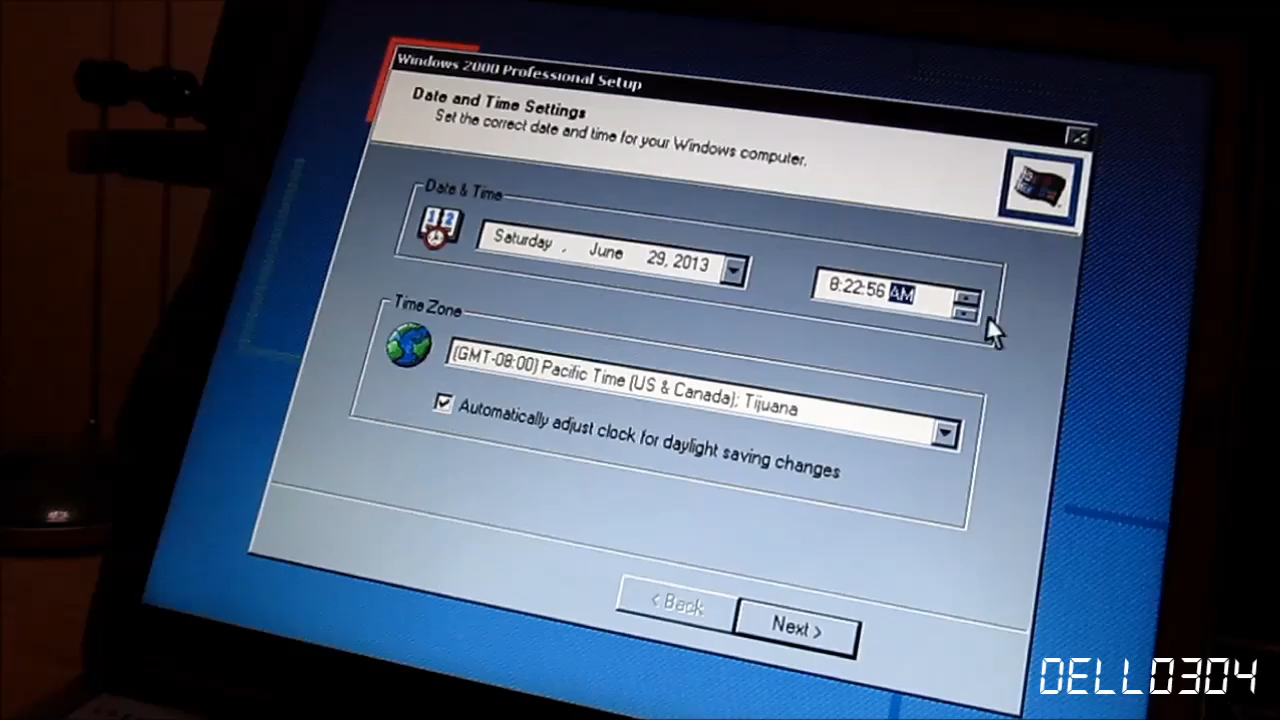 Windows 2000 Professional Setup
Date and Time Settings
Set the correct date and time for your Windows computer.
Date & Time
12
Saturday , June 29, 2013
8:22:56 AM
Time Zone
(GMT-08:00) Pacific Time (US & Canada); Tijuana
Automatically adjust clock for daylight saving changes
< Back
Next >
DELL0304